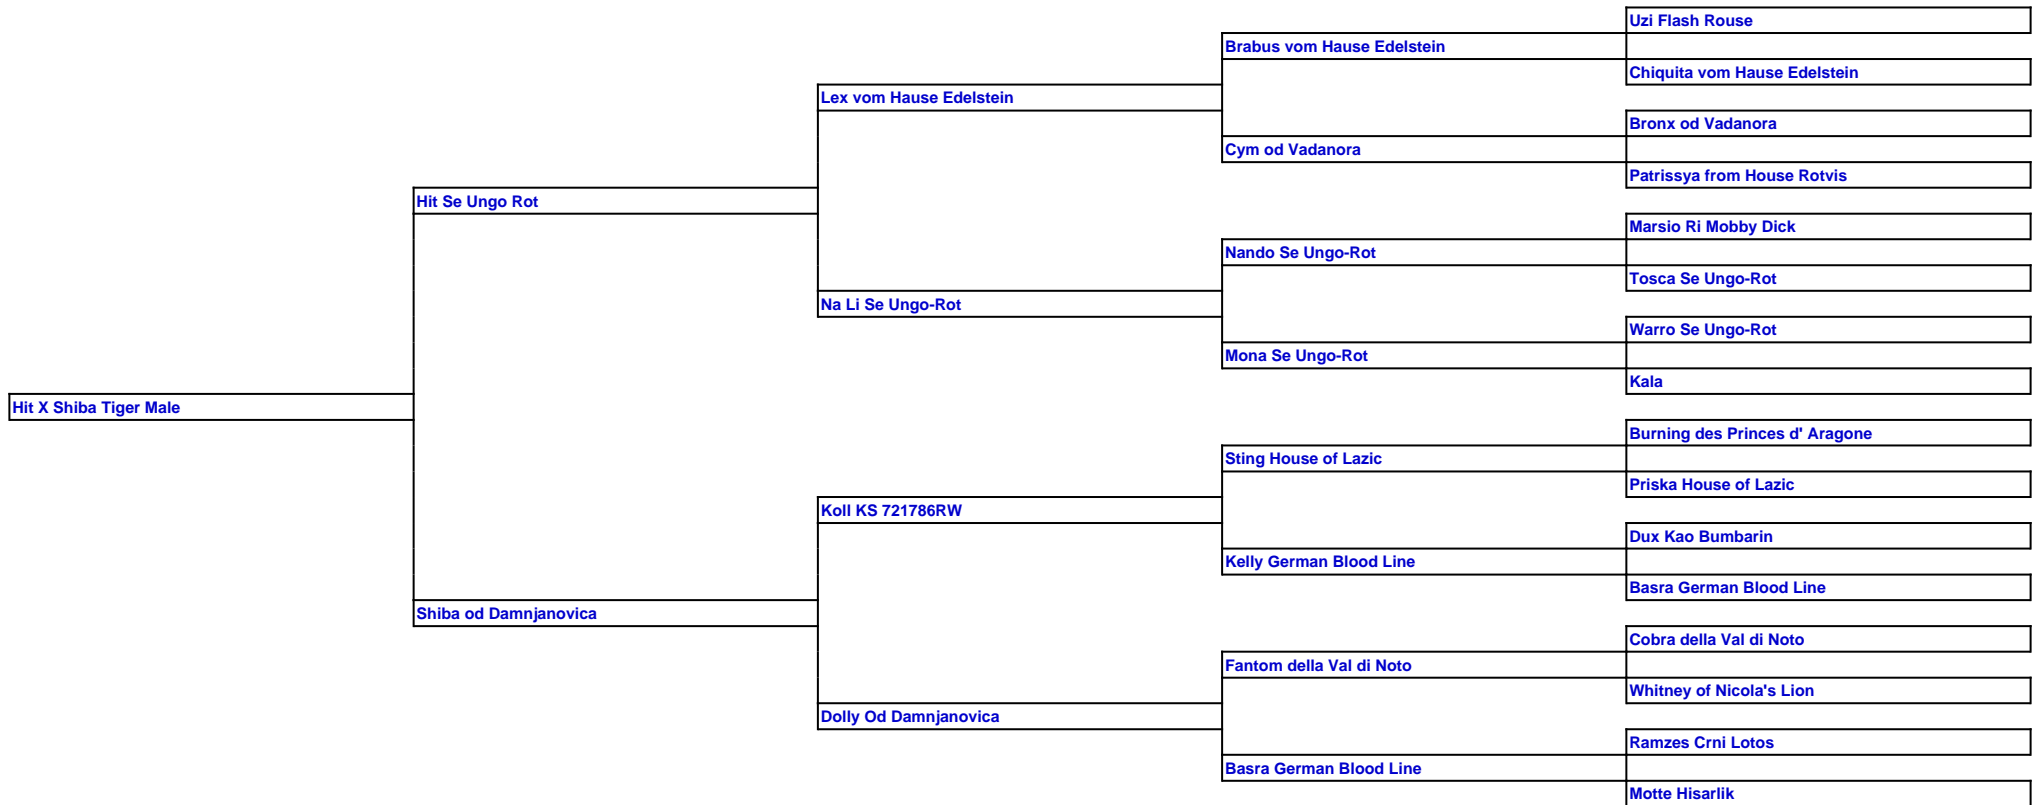 Uzi Flash Rouse
Brabus vom Hause Edelstein
Chiquita vom Hause Edelstein
Lex vom Hause Edelstein
Bronx od Vadanora
Cym od Vadanora
Patrissya from House Rotvis
Hit Se Ungo Rot
Marsio Ri Mobby Dick
Nando Se Ungo-Rot
Tosca Se Ungo-Rot
Na Li Se Ungo-Rot
Warro Se Ungo-Rot
Mona Se Ungo-Rot
Kala
Hit X Shiba Tiger Male
Burning des Princes d' Aragone
Sting House of Lazic
Priska House of Lazic
Koll KS 721786RW
Dux Kao Bumbarin
Kelly German Blood Line
Basra German Blood Line
Shiba od Damnjanovica
Cobra della Val di Noto
Fantom della Val di Noto
Whitney of Nicola's Lion
Dolly Od Damnjanovica
Ramzes Crni Lotos
Basra German Blood Line
Motte Hisarlik